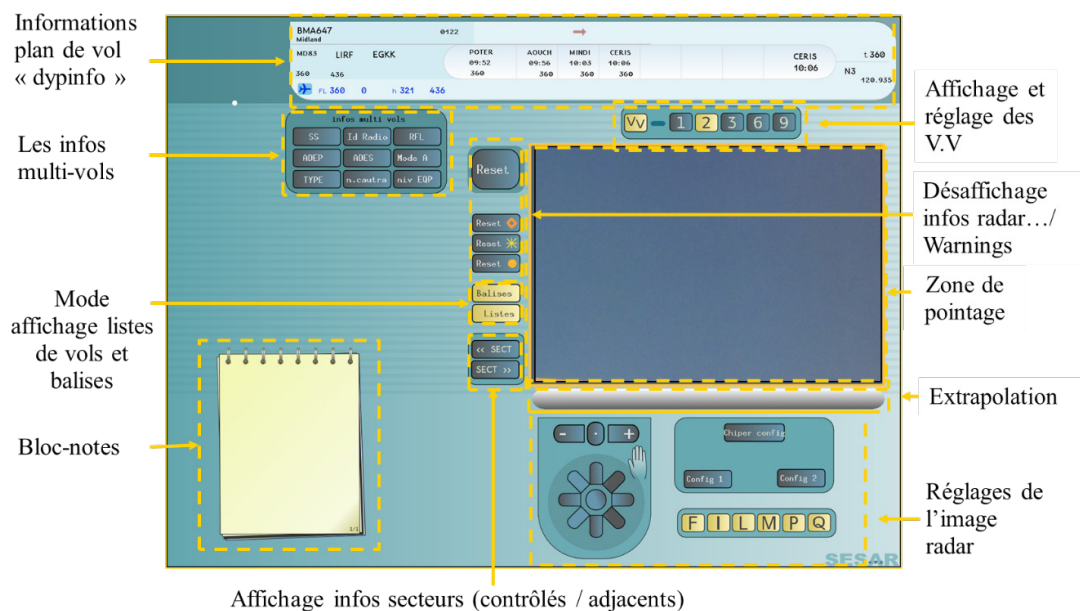 Informations
plan de vol
« dypinfo »
BMA647
Midland
0122
MD83 LIRF EGKK
360 436
POTER AOUCH MINDI CERIS
09:52 09:56 10:03 10:06
360 360 360 360
CERIS
10:06
t 360
N3
120.935
FL 360 0 h 321 436
Les infos
multi-vols
infos multi vols
SS Id Radio RFL
ADEP ADES Mode A
TYPE n.cautra niv EQP
VV 1 2 3 6 9
Affichage et
réglage des
V.V
Reset
Reset
Reset
Reset
Désaffichage
infos radar…/
Warnings
Zone de
pointage
Mode
affichage listes
de vols et
balises
Balises
Listes
<< SECT
SECT >>
Extrapolation
Bloc-notes
1/1
- +
Chiper config
Config 1 Config 2
F I L M P Q
Réglages de
l’image
radar
SESAR
Affichage infos secteurs (contrôlés / adjacents)